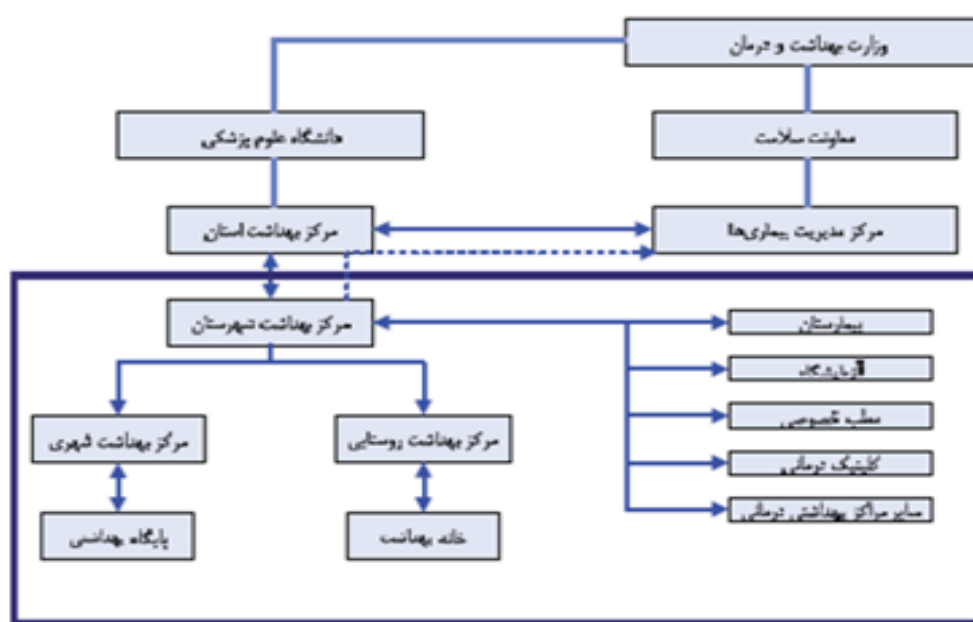 وزارت بهداشت و درمان
معاونت سلامت
دانشگاه علوم پزشکی
مرکز مدیریت بیماری‌ها
مرکز بهداشت استان
مرکز بهداشت شهرستان
بیمارستان
آزمایشگاه
مطب خصوصی
کلینیک درمانی
سایر مراکز بهداشتی درمانی
مرکز بهداشت روستایی
مرکز بهداشت شهری
خانه بهداشت
پایگاه بهداشتی